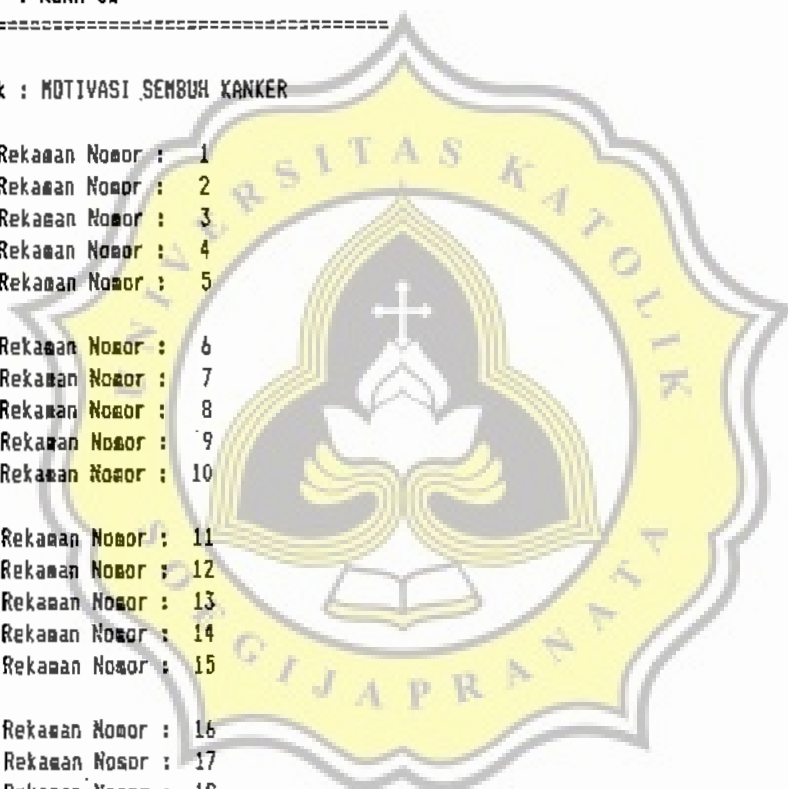 =================================
: MOTIVASI SEMBUH KANKER
Rekaman Nomor : 1
Rekaman Nomor : 2
Rekaman Nomor : 3
Rekaman Nomor : 4
Rekaman Nomor : 5
Rekaman Nomor : 6
Rekaman Nomor : 7
Rekaman Nomor : 8
Rekaman Nomor : 9
Rekaman Nomor : 10
Rekaman Nomor : 11
Rekaman Nomor : 12
Rekaman Nomor : 13
Rekaman Nomor : 14
Rekaman Nomor : 15
Rekaman Nomor : 16
Rekaman Nomor : 17
UNIVERSITAS KATOLIK
SOEGIJAPRANATA